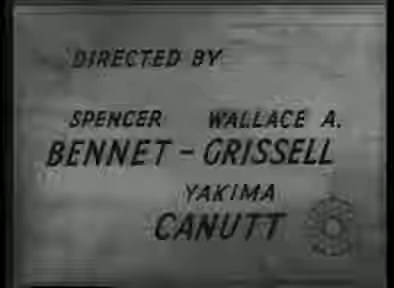 DIRECTED BY
SPENCER WALLACE A.
BENNET - GRISSELL
YAKIMA
CANUTT